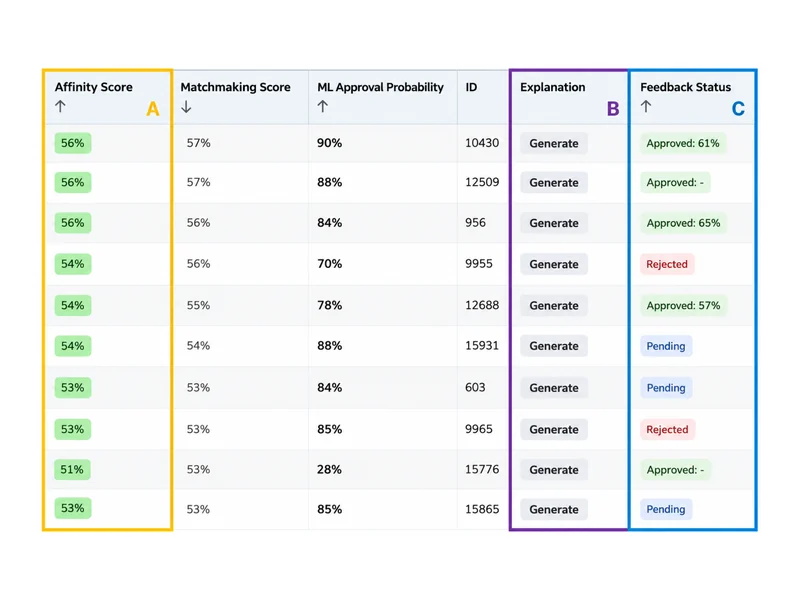 Affinity Score Matchmaking Score ML Approval Probability ID Explanation Feedback Status
↑ A ↓ ↑ B ↑ C
56% 57% 90% 10430 Generate Approved: 61%
56% 57% 88% 12509 Generate Approved: -
56% 56% 84% 956 Generate Approved: 65%
54% 56% 70% 9955 Generate Rejected
54% 55% 78% 12688 Generate Approved: 57%
54% 54% 88% 15931 Generate Pending
53% 53% 84% 603 Generate Pending
53% 53% 85% 9965 Generate Rejected
51% 53% 28% 15776 Generate Approved: -
53% 53% 85% 15865 Generate Pending